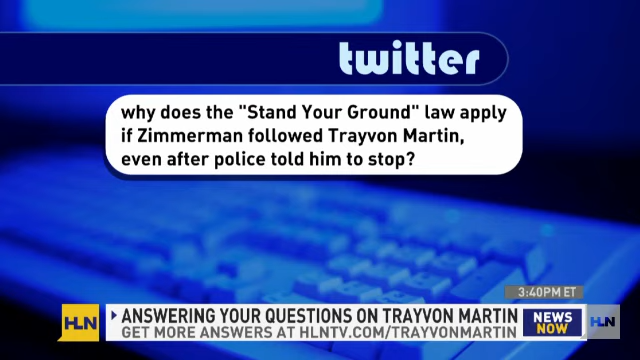 twitter
why does the "Stand Your Ground" law apply
if Zimmerman followed Trayvon Martin,
even after police told him to stop?
3:40PM ET
HLN
ANSWERING YOUR QUESTIONS ON TRAYVON MARTIN
GET MORE ANSWERS AT HLNTV.COM/TRAYVONMARTIN
NEWS
NOW
HLN